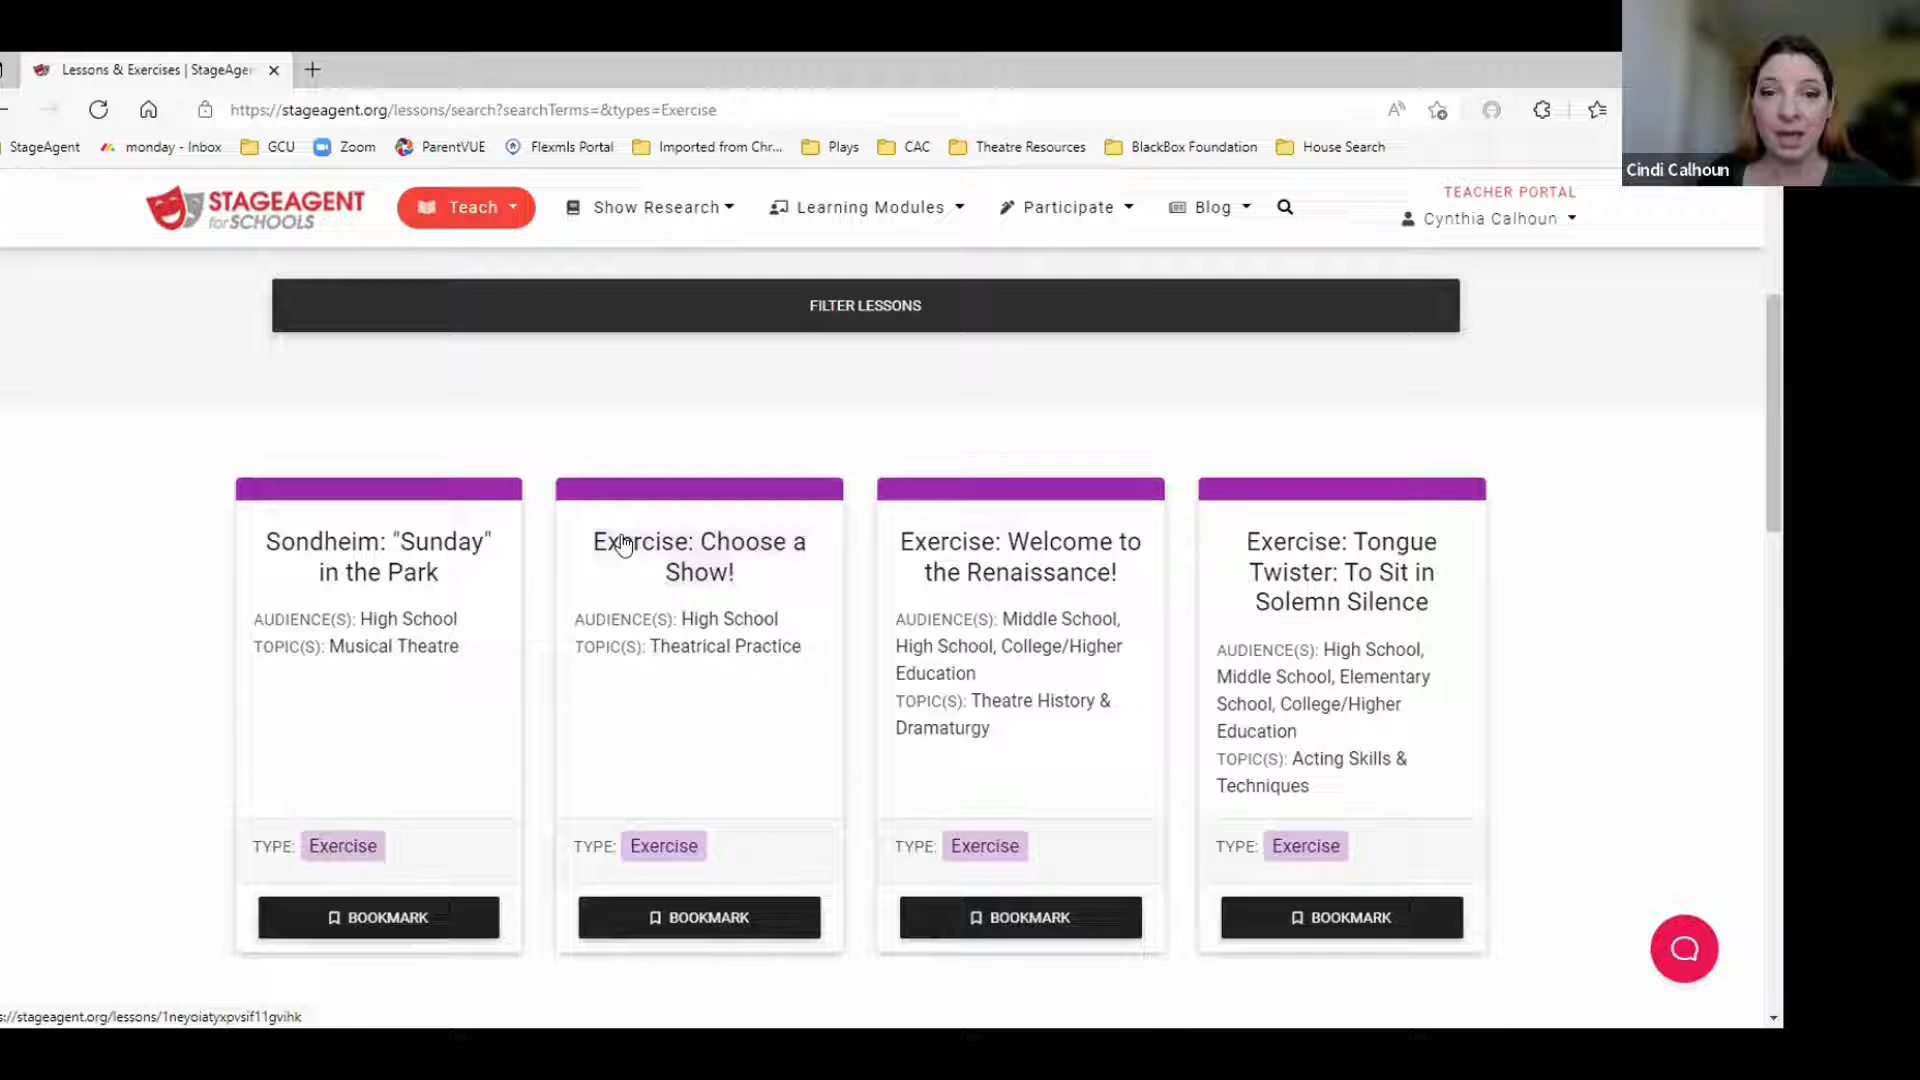 Lessons & Exercises | StageAge
https://stageagent.org/lessons/search?searchTerms=&types=Exercise
StageAgent
monday - Inbox
GCU
Zoom
ParentVUE
Flexmls Portal
Imported from Chr...
Plays
CAC
Theatre Resources
BlackBox Foundation
House Search
Cindi Calhoun
STAGEAGENT
for SCHOOLS
Teach
Show Research
Learning Modules
Participate
Blog
TEACHER PORTAL
Cynthia Calhoun
FILTER LESSONS
Sondheim: "Sunday"
in the Park
AUDIENCE(S): High School
TOPIC(S): Musical Theatre
TYPE: Exercise
BOOKMARK
Exercise: Choose a
Show!
AUDIENCE(S): High School
TOPIC(S): Theatrical Practice
TYPE: Exercise
BOOKMARK
Exercise: Welcome to
the Renaissance!
AUDIENCE(S): Middle School,
High School, College/Higher
Education
TOPIC(S): Theatre History &
Dramaturgy
TYPE: Exercise
BOOKMARK
Exercise: Tongue
Twister: To Sit in
Solemn Silence
AUDIENCE(S): High School,
Middle School, Elementary
School, College/Higher
Education
TOPIC(S): Acting Skills &
Techniques
TYPE: Exercise
BOOKMARK
s://stageagent.org/lessons/1neyoiatyxpvsif11gvihk